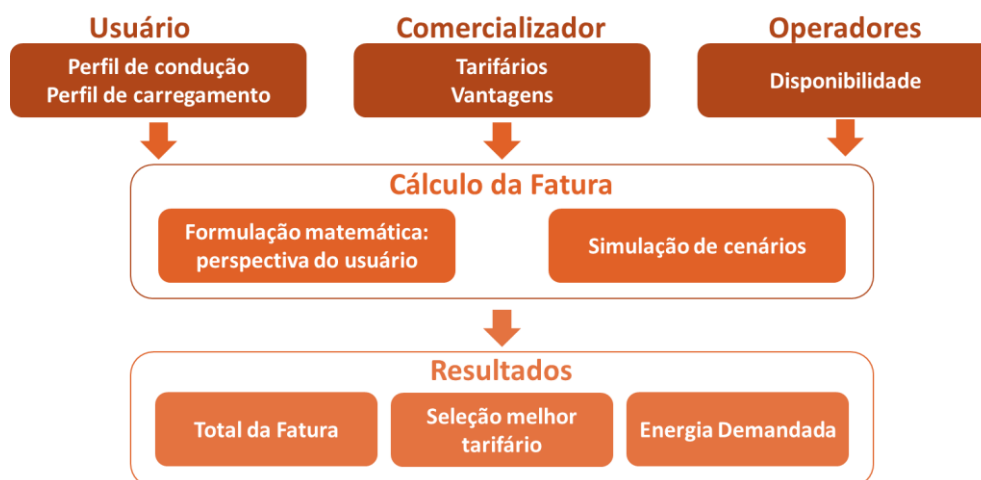 Usuário
Comercializador
Operadores
Perfil de condução
Perfil de carregamento
Tarifários
Vantagens
Disponibilidade
Cálculo da Fatura
Formulação matemática:
perspectiva do usuário
Simulação de cenários
Resultados
Total da Fatura
Seleção melhor
tarifário
Energia Demandada